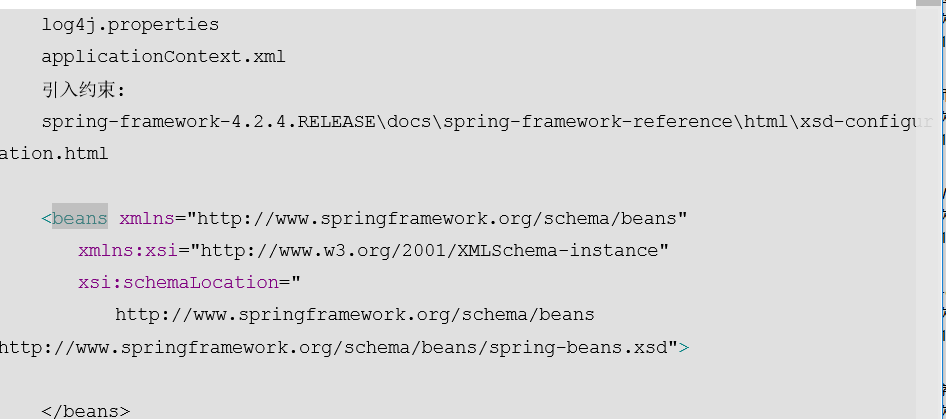 log4j.properties
applicationContext.xml
引入约束:
spring-framework-4.2.4.RELEASE\docs\spring-framework-reference\html\xsd-configur
ation.html
<beans xmlns="http://www.springframework.org/schema/beans"
xmlns:xsi="http://www.w3.org/2001/XMLSchema-instance"
xsi:schemaLocation="
http://www.springframework.org/schema/beans
http://www.springframework.org/schema/beans/spring-beans.xsd">
</beans>